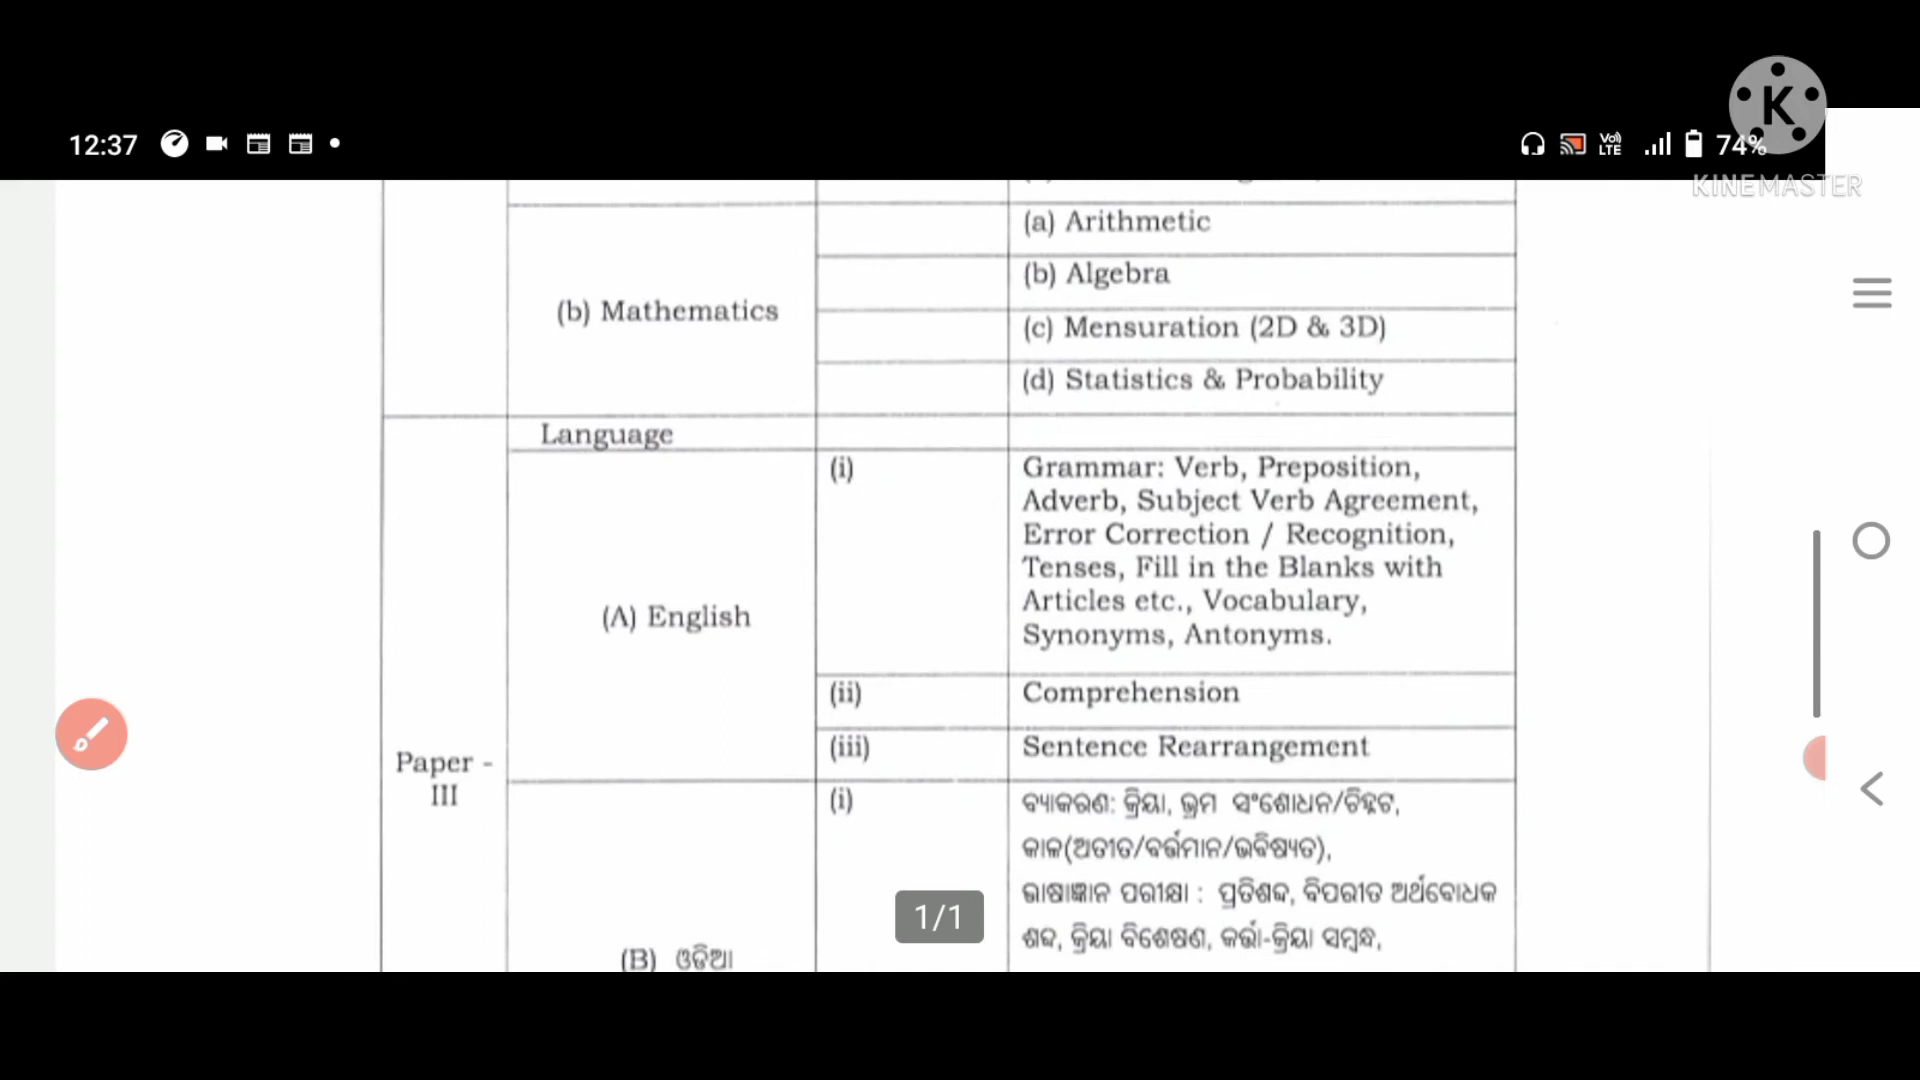 12:37
Vo)) LTE
74%
K
KINEMASTER
(a) Arithmetic
(b) Algebra
(b) Mathematics
(c) Mensuration (2D & 3D)
(d) Statistics & Probability
Language
(i)
Grammar: Verb, Preposition,
Adverb, Subject Verb Agreement,
Error Correction / Recognition,
Tenses, Fill in the Blanks with
Articles etc., Vocabulary,
Synonyms, Antonyms.
(A) English
(ii) Comprehension
(iii) Sentence Rearrangement
Paper -
III
(i)
ବ୍ୟାକରଣ: କ୍ରିୟା, ଭ୍ରମ ସଂଶୋଧନ/ଚିହ୍ନଟ,
କାଳ(ଅତୀତ/ବର୍ତ୍ତମାନ/ଭବିଷ୍ୟତ),
ଭାଷାଜ୍ଞାନ ପରୀକ୍ଷା : ପ୍ରତିଶବ୍ଦ, ବିପରୀତ ଅର୍ଥବୋଧକ
ଶବ୍ଦ, କ୍ରିୟା ବିଶେଷଣ, କର୍ତ୍ତା-କ୍ରିୟା ସମ୍ବନ୍ଧ,
(B) ଓଡିଆ
1/1